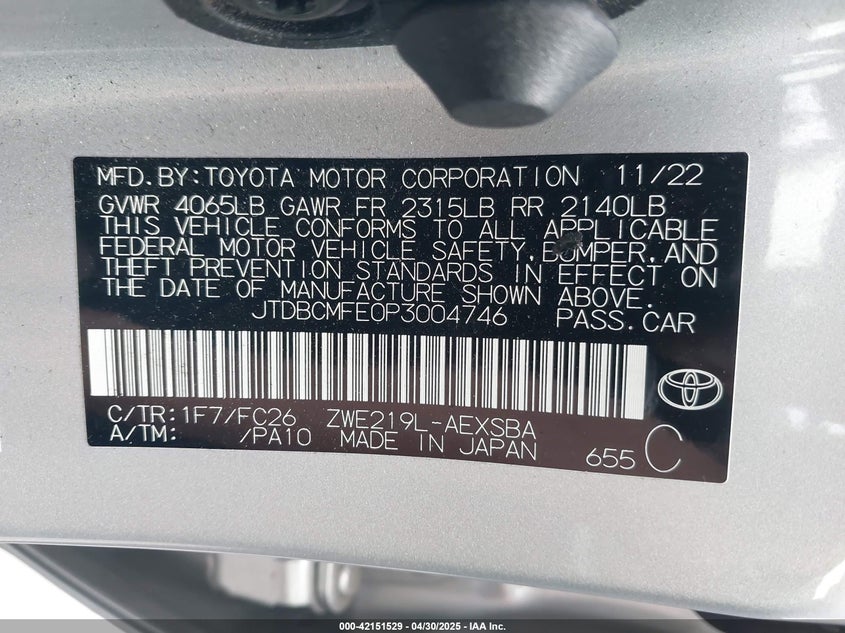 MFD.BY:TOYOTA MOTOR CORPORATION 11/22
GVWR 4065LB GAWR FR 2315LB RR 2140LB
THIS VEHICLE CONFORMS TO ALL APPLICABLE
FEDERAL MOTOR VEHICLE SAFETY,BUMPER,AND
THEFT PREVENTION STANDARDS IN EFFECT ON
THE DATE OF MANUFACTURE SHOWN ABOVE.
JTDBCMFE0P3004746 PASS.CAR
C/TR:1F7/FC26 ZWE219L-AEXSBA
A/TM: /PA10 MADE IN JAPAN 655 C
000-42151529 - 04/30/2025 - IAA Inc.